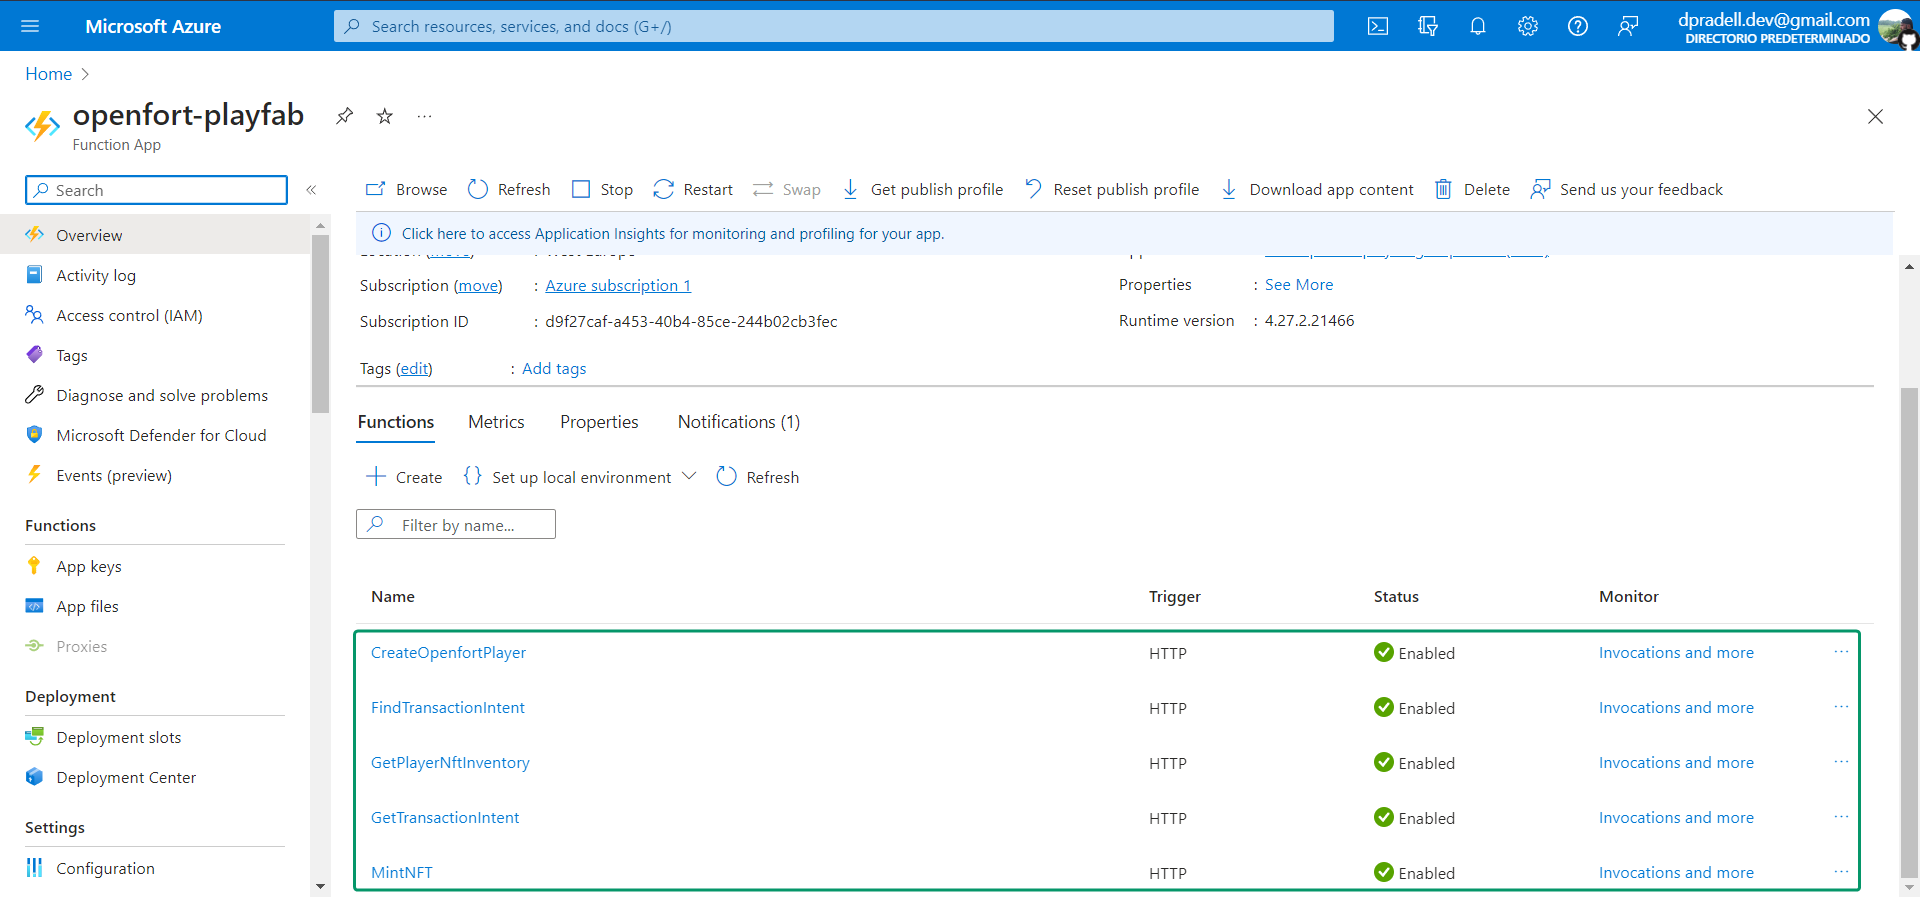 Microsoft Azure
Search resources, services, and docs (G+/)
dpradell.dev@gmail.com
DIRECTORIO PREDETERMINADO
Home
openfort-playfab
Function App
Search
Browse Refresh Stop Restart Swap Get publish profile Reset publish profile Download app content Delete Send us your feedback
Click here to access Application Insights for monitoring and profiling for your app.
Overview
Activity log
Access control (IAM)
Tags
Diagnose and solve problems
Microsoft Defender for Cloud
Events (preview)
Functions
App keys
App files
Proxies
Deployment
Deployment slots
Deployment Center
Settings
Configuration
Location (move) : West Europe
Subscription (move) : Azure subscription 1
Subscription ID : d9f27caf-a453-40b4-85ce-244b02cb3fec
Properties : See More
Runtime version : 4.27.2.21466
Tags (edit) : Add tags
Functions Metrics Properties Notifications (1)
Create Set up local environment Refresh
Filter by name...
Name Trigger Status Monitor
CreateOpenfortPlayer HTTP Enabled Invocations and more
FindTransactionIntent HTTP Enabled Invocations and more
GetPlayerNftInventory HTTP Enabled Invocations and more
GetTransactionIntent HTTP Enabled Invocations and more
MintNFT HTTP Enabled Invocations and more